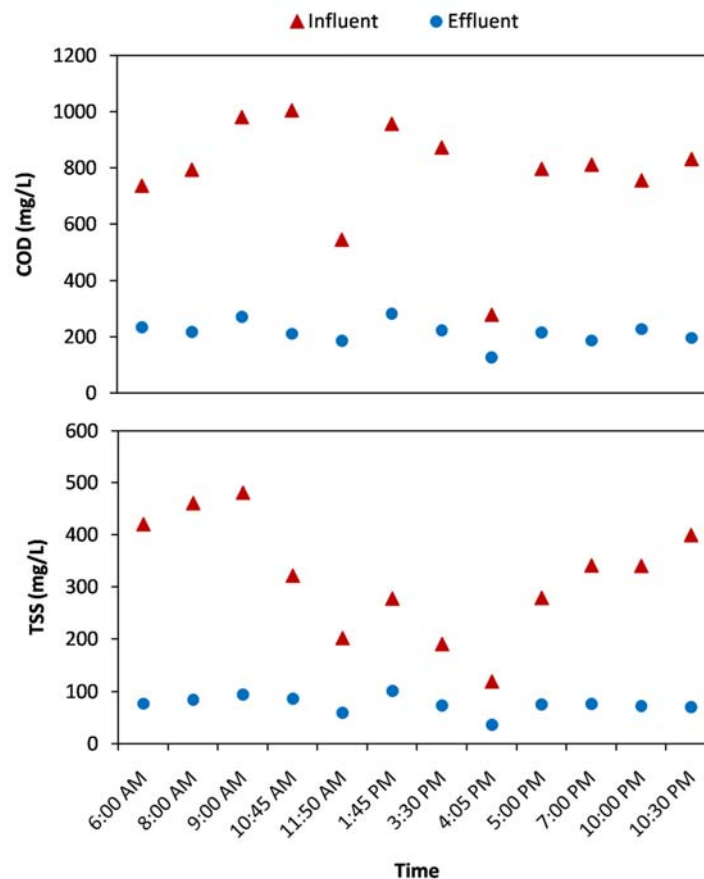 Influent Effluent
1200
1000
800
600
400
200
0
COD (mg/L)
600
500
400
300
200
100
0
TSS (mg/L)
6:00 AM
8:00 AM
9:00 AM
10:45 AM
11:50 AM
1:45 PM
3:30 PM
4:05 PM
5:00 PM
7:00 PM
10:00 PM
10:30 PM
Time